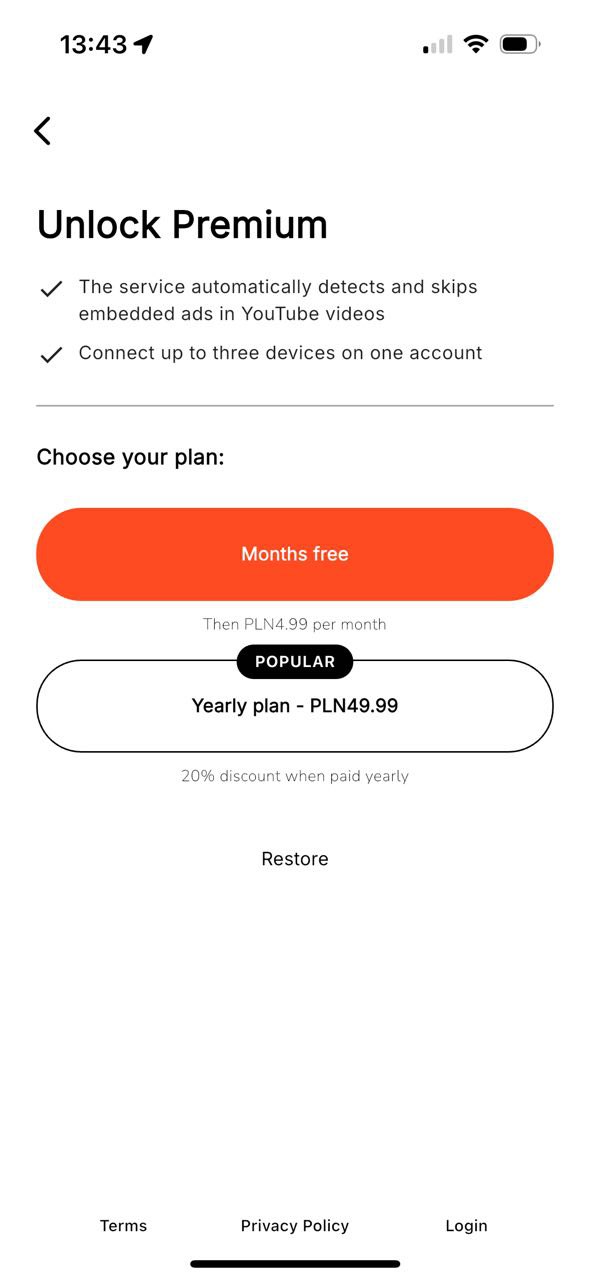 13:43
Unlock Premium
The service automatically detects and skips
embedded ads in YouTube videos
Connect up to three devices on one account
Choose your plan:
Months free
Then PLN4.99 per month
POPULAR
Yearly plan - PLN49.99
20% discount when paid yearly
Restore
Terms Privacy Policy Login